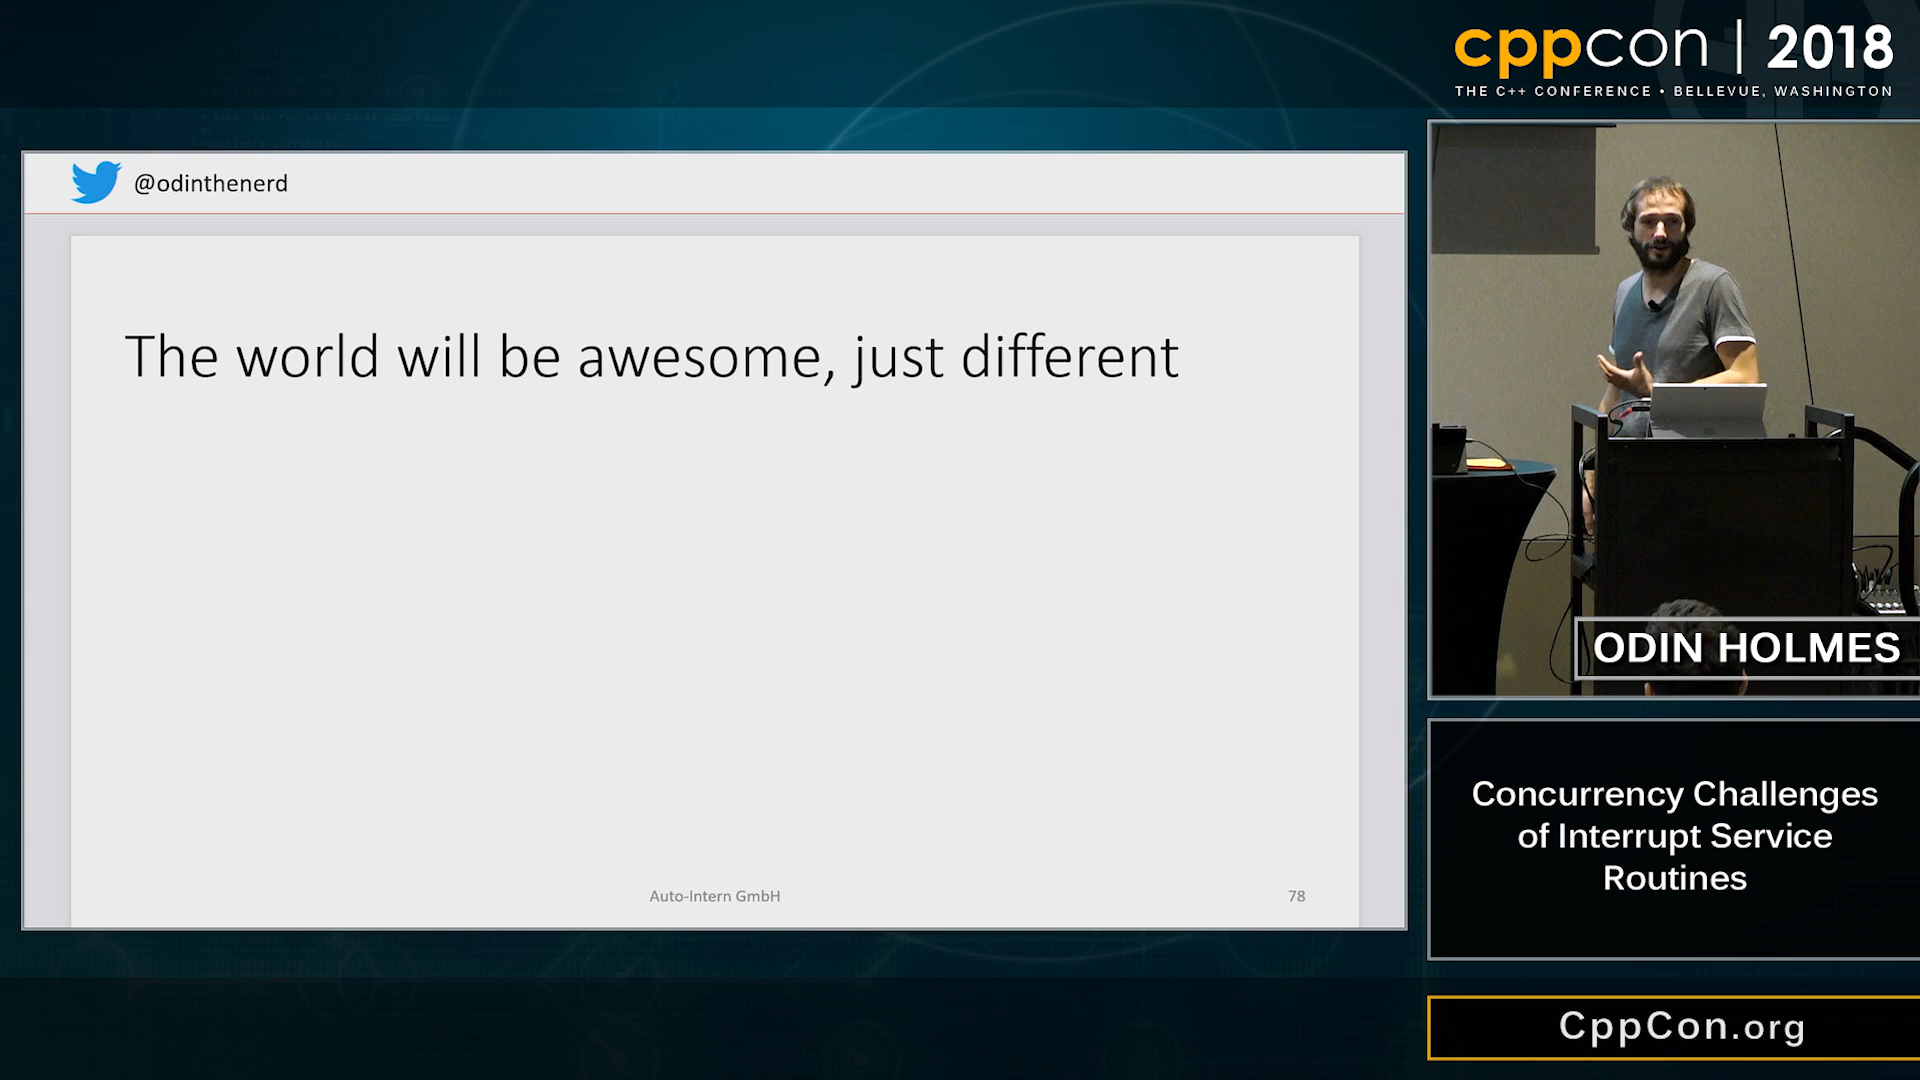 cppcon | 2018
THE C++ CONFERENCE • BELLEVUE, WASHINGTON
@odinthenerd
The world will be awesome, just different
Auto-Intern GmbH
78
ODIN HOLMES
Concurrency Challenges
of Interrupt Service
Routines
CppCon.org